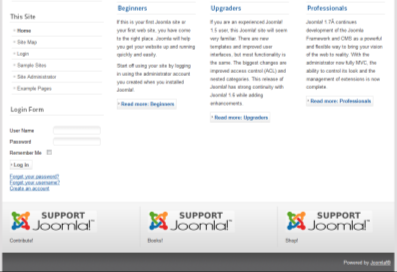 This Site
Home
Site Map
Login
Sample Sites
Site Administrator
Example Pages
Login Form
User Name
Password
Remember Me
Log in
Forgot your password?
Forgot your username?
Create an account
Beginners
If this is your first Joomla site or
your first web site, you have come
to the right place. Joomla will help
you get your website up and running
quickly and easily.
Start off using your site by logging
in using the administrator account
you created when you installed
Joomla!
Read more: Beginners
Upgraders
If you are an experienced Joomla!
1.5 user, this Joomla site will seem
very familiar. There are new
templates and improved user
interfaces, but most functionality is
the same. The biggest changes are
improved access control (ACL) and
nested categories. This release of
Joomla! has strong continuity with
Joomla! 1.6 while adding
enhancements.
Read more: Upgraders
Professionals
Joomla! 1.7Â continues
development of the Joomla
Framework and CMS as a powerful
and flexible way to bring your vision
of the web to reality. With the
administrator now fully MVC, the
ability to control its look and the
management of extensions is now
complete.
Read more: Professionals
SUPPORT
Joomla!
Contribute!
SUPPORT
Joomla!
Books!
SUPPORT
Joomla!
Shop!
Powered by Joomla!®